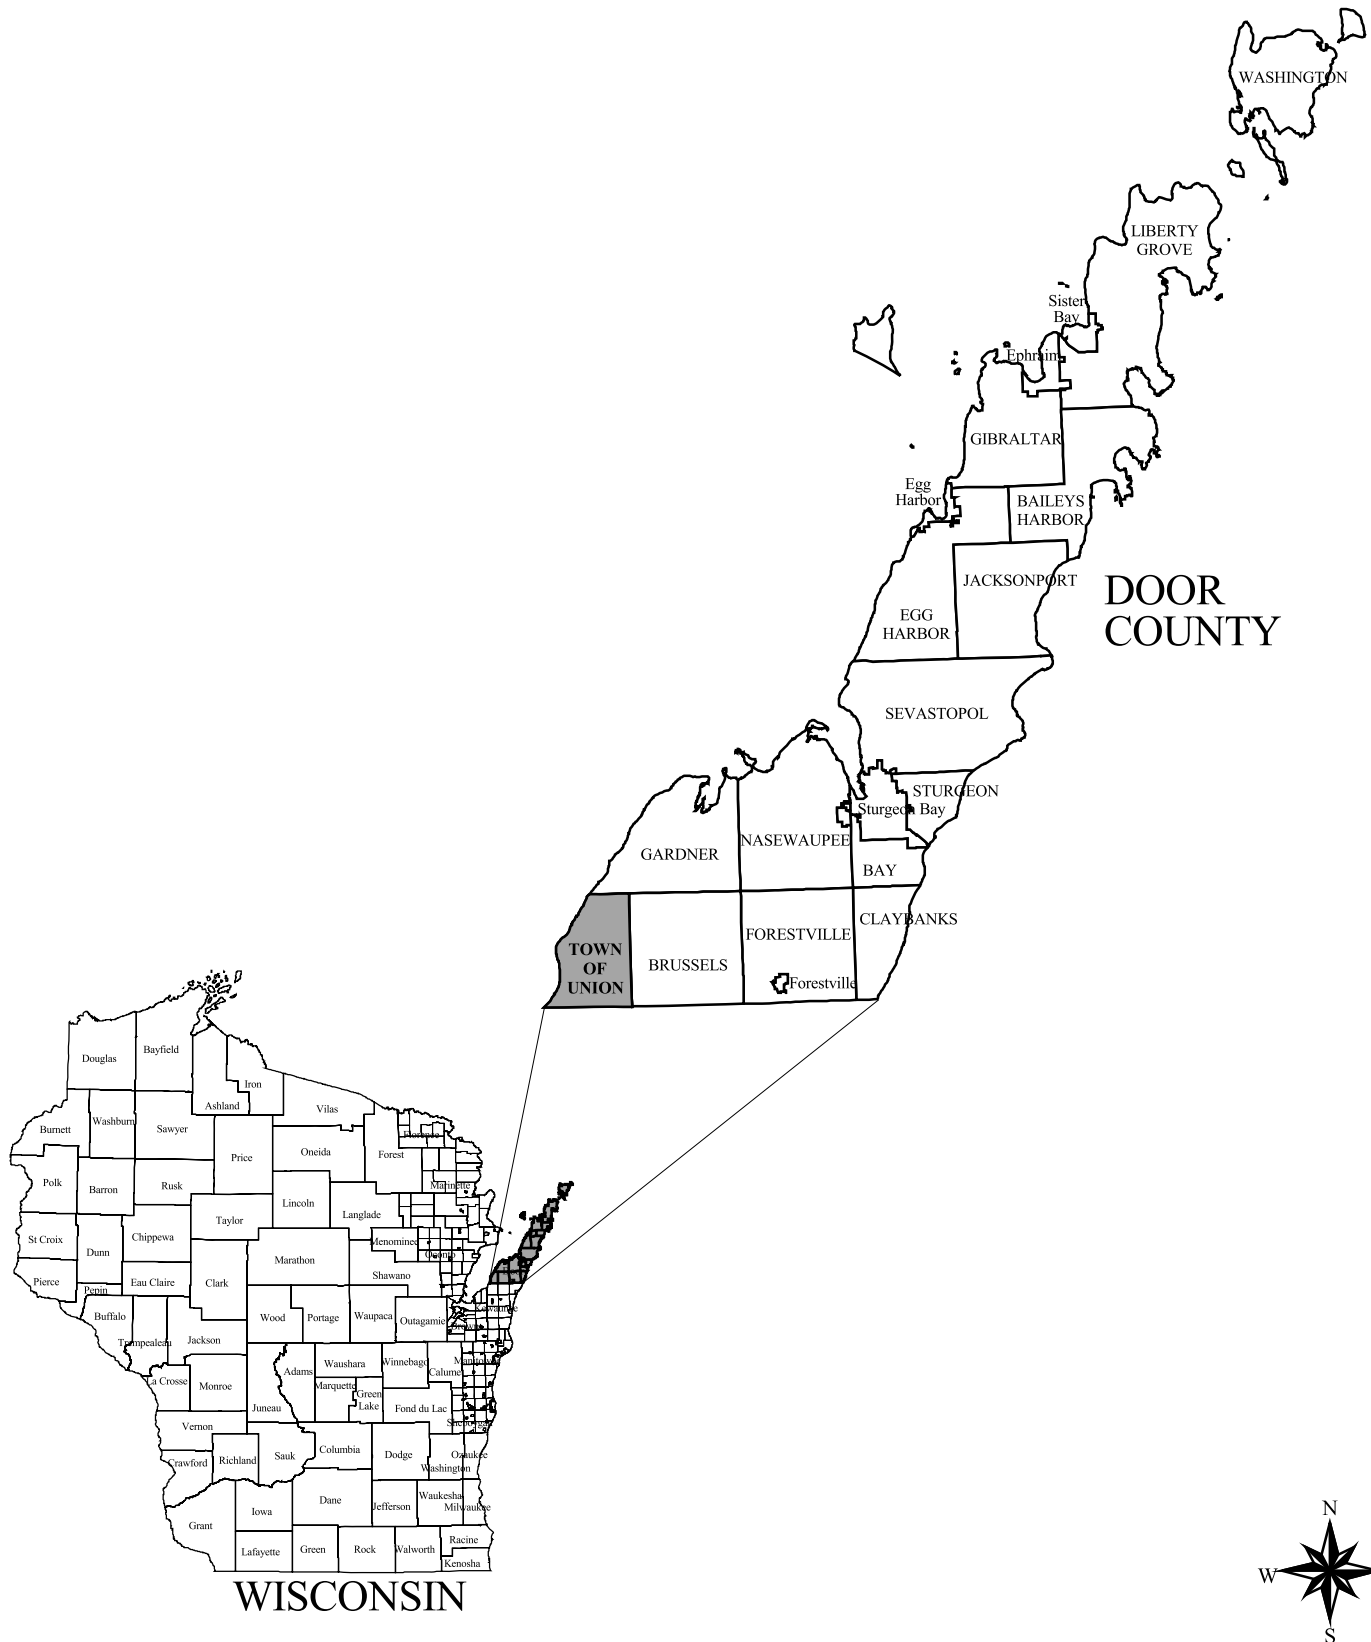 WASHINGTON
LIBERTY
GROVE
Sister
Bay
Ephraim
GIBRALTAR
Egg
Harbor
BAILEYS
HARBOR
JACKSONPORT
DOOR
COUNTY
EGG
HARBOR
SEVASTOPOL
STURGEON
Sturgeon Bay
NASEWAUPEE
GARDNER
BAY
CLAYBANKS
FORESTVILLE
TOWN
OF
UNION
BRUSSELS
Forestville
Douglas
Bayfield
Iron
Ashland
Vilas
Washburn
Burnett
Sawyer
Florence
Price
Oneida
Forest
Polk
Barron
Rusk
Marinette
Lincoln
Langlade
Taylor
St Croix
Chippewa
Menominee
Dunn
Oconto
Marathon
Shawano
Pierce
Eau Claire
Clark
Pepin
Buffalo
Wood
Portage
Waupaca
Outagamie
Kewaunee
Brown
Trempealeau
Jackson
Adams
Waushara
Winnebago
Manitowoc
Calumet
La Crosse
Monroe
Marquette
Green
Lake
Juneau
Fond du Lac
Sheboygan
Vernon
Columbia
Dodge
Sauk
Richland
Crawford
Ozaukee
Washington
Dane
Jefferson
Waukesha
Milwaukee
Iowa
Grant
Lafayette
Green
Rock
Walworth
Racine
Kenosha
WISCONSIN
N
W
S